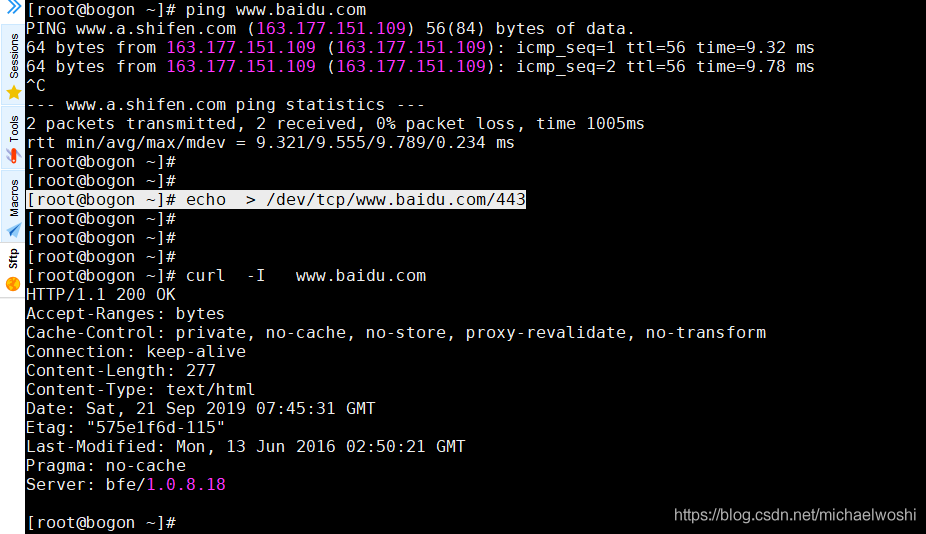 [root@bogon ~]# ping www.baidu.com
PING www.a.shifen.com (163.177.151.109) 56(84) bytes of data.
64 bytes from 163.177.151.109 (163.177.151.109): icmp_seq=1 ttl=56 time=9.32 ms
64 bytes from 163.177.151.109 (163.177.151.109): icmp_seq=2 ttl=56 time=9.78 ms
^C
--- www.a.shifen.com ping statistics ---
2 packets transmitted, 2 received, 0% packet loss, time 1005ms
rtt min/avg/max/mdev = 9.321/9.555/9.789/0.234 ms
[root@bogon ~]#
[root@bogon ~]#
[root@bogon ~]# echo  > /dev/tcp/www.baidu.com/443
[root@bogon ~]#
[root@bogon ~]#
[root@bogon ~]#
[root@bogon ~]# curl  -I   www.baidu.com
HTTP/1.1 200 OK
Accept-Ranges: bytes
Cache-Control: private, no-cache, no-store, proxy-revalidate, no-transform
Connection: keep-alive
Content-Length: 277
Content-Type: text/html
Date: Sat, 21 Sep 2019 07:45:31 GMT
Etag: "575e1f6d-115"
Last-Modified: Mon, 13 Jun 2016 02:50:21 GMT
Pragma: no-cache
Server: bfe/1.0.8.18
[root@bogon ~]#
Sessions
Tools
Macros
Sftp
https://blog.csdn.net/michaelwoshi